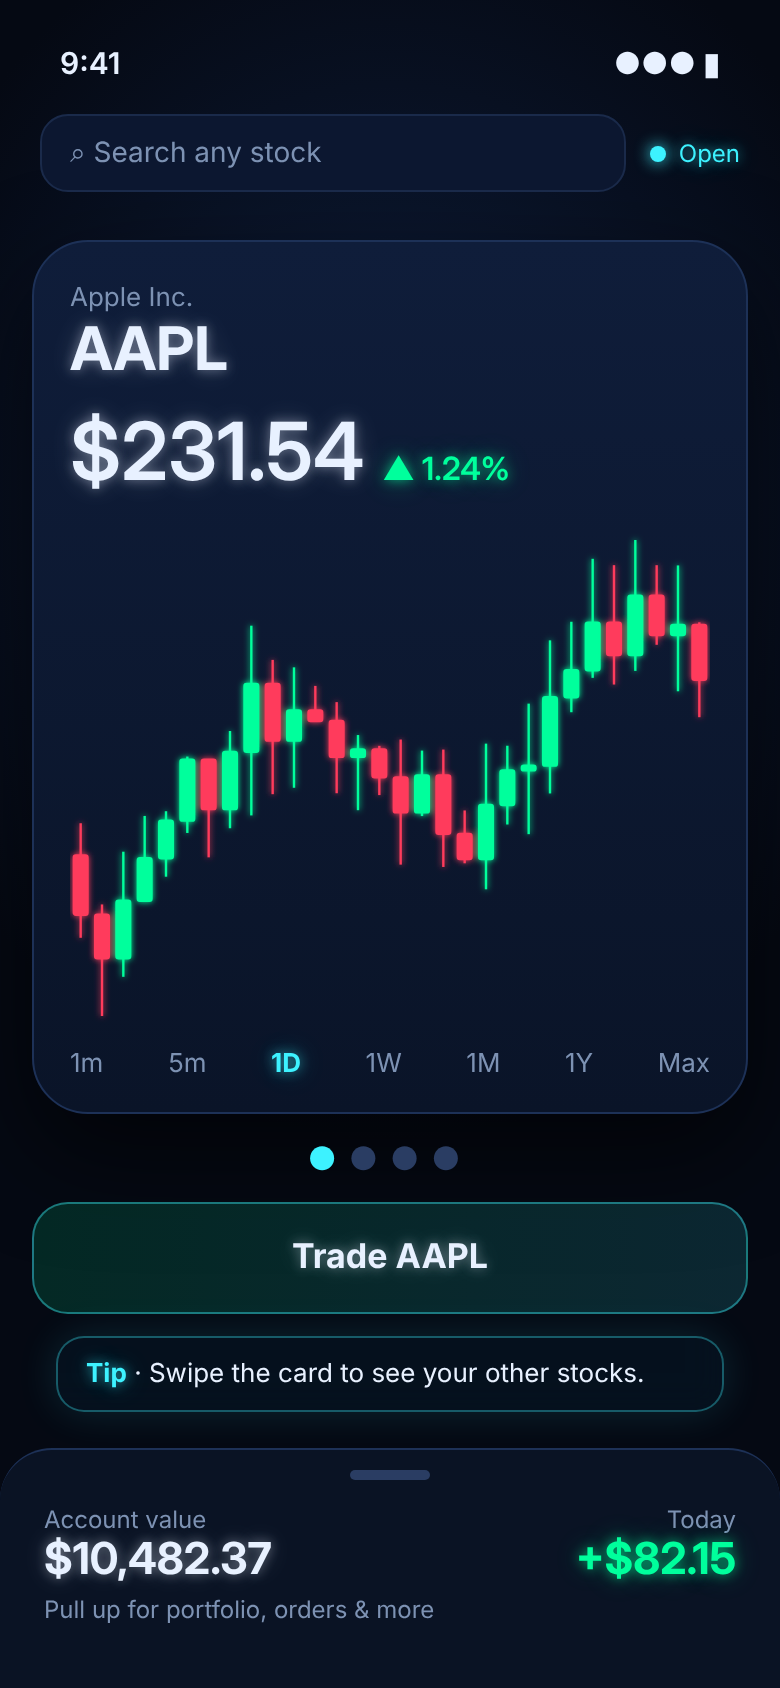 9:41
Search any stock
Open
Apple Inc.
AAPL
$231.54 ▲ 1.24%
1m 5m 1D 1W 1M 1Y Max
Trade AAPL
Tip · Swipe the card to see your other stocks.
Account value
Today
$10,482.37
+$82.15
Pull up for portfolio, orders & more